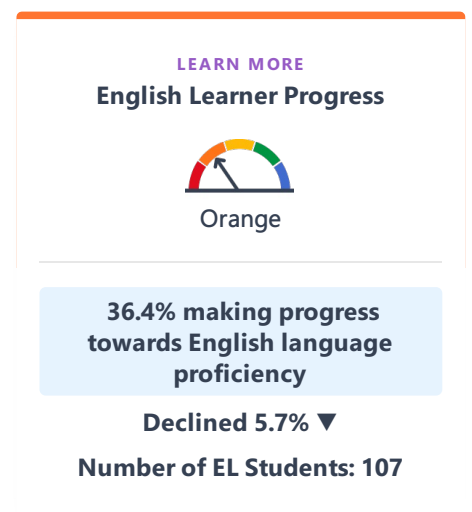 LEARN MORE
English Learner Progress
Orange
36.4% making progress
towards English language
proficiency
Declined 5.7% ▼
Number of EL Students: 107